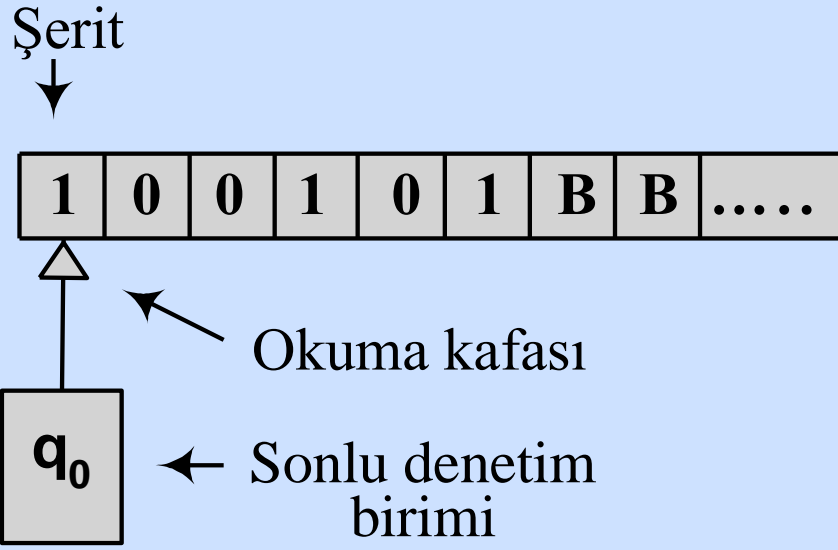 Şerit
1 0 0 1 0 1 B B .....
Okuma kafası
q₀
Sonlu denetim
birimi